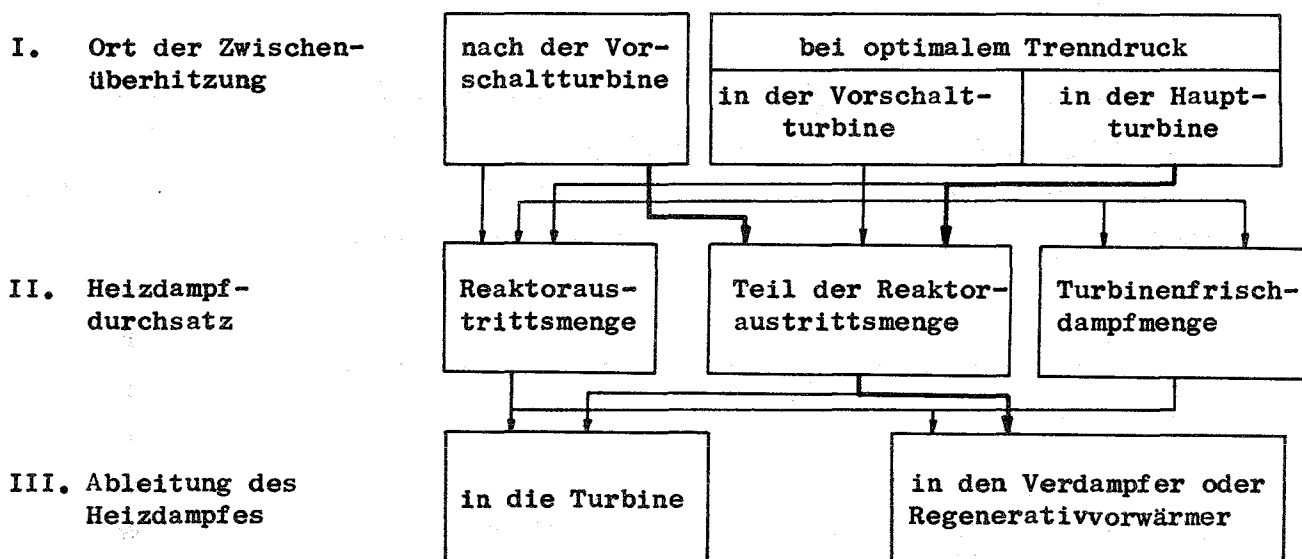 I. Ort der Zwischen-
überhitzung
nach der Vor-
schaltturbine
bei optimalem Trenndruck
in der Vorschalt-
turbine
in der Haupt-
turbine
II. Heizdampf-
durchsatz
Reaktoraus-
trittsmenge
Teil der Reaktor-
austrittsmenge
Turbinenfrisch-
dampfmenge
III. Ableitung des
Heizdampfes
in die Turbine
in den Verdampfer oder
Regenerativvorwärmer